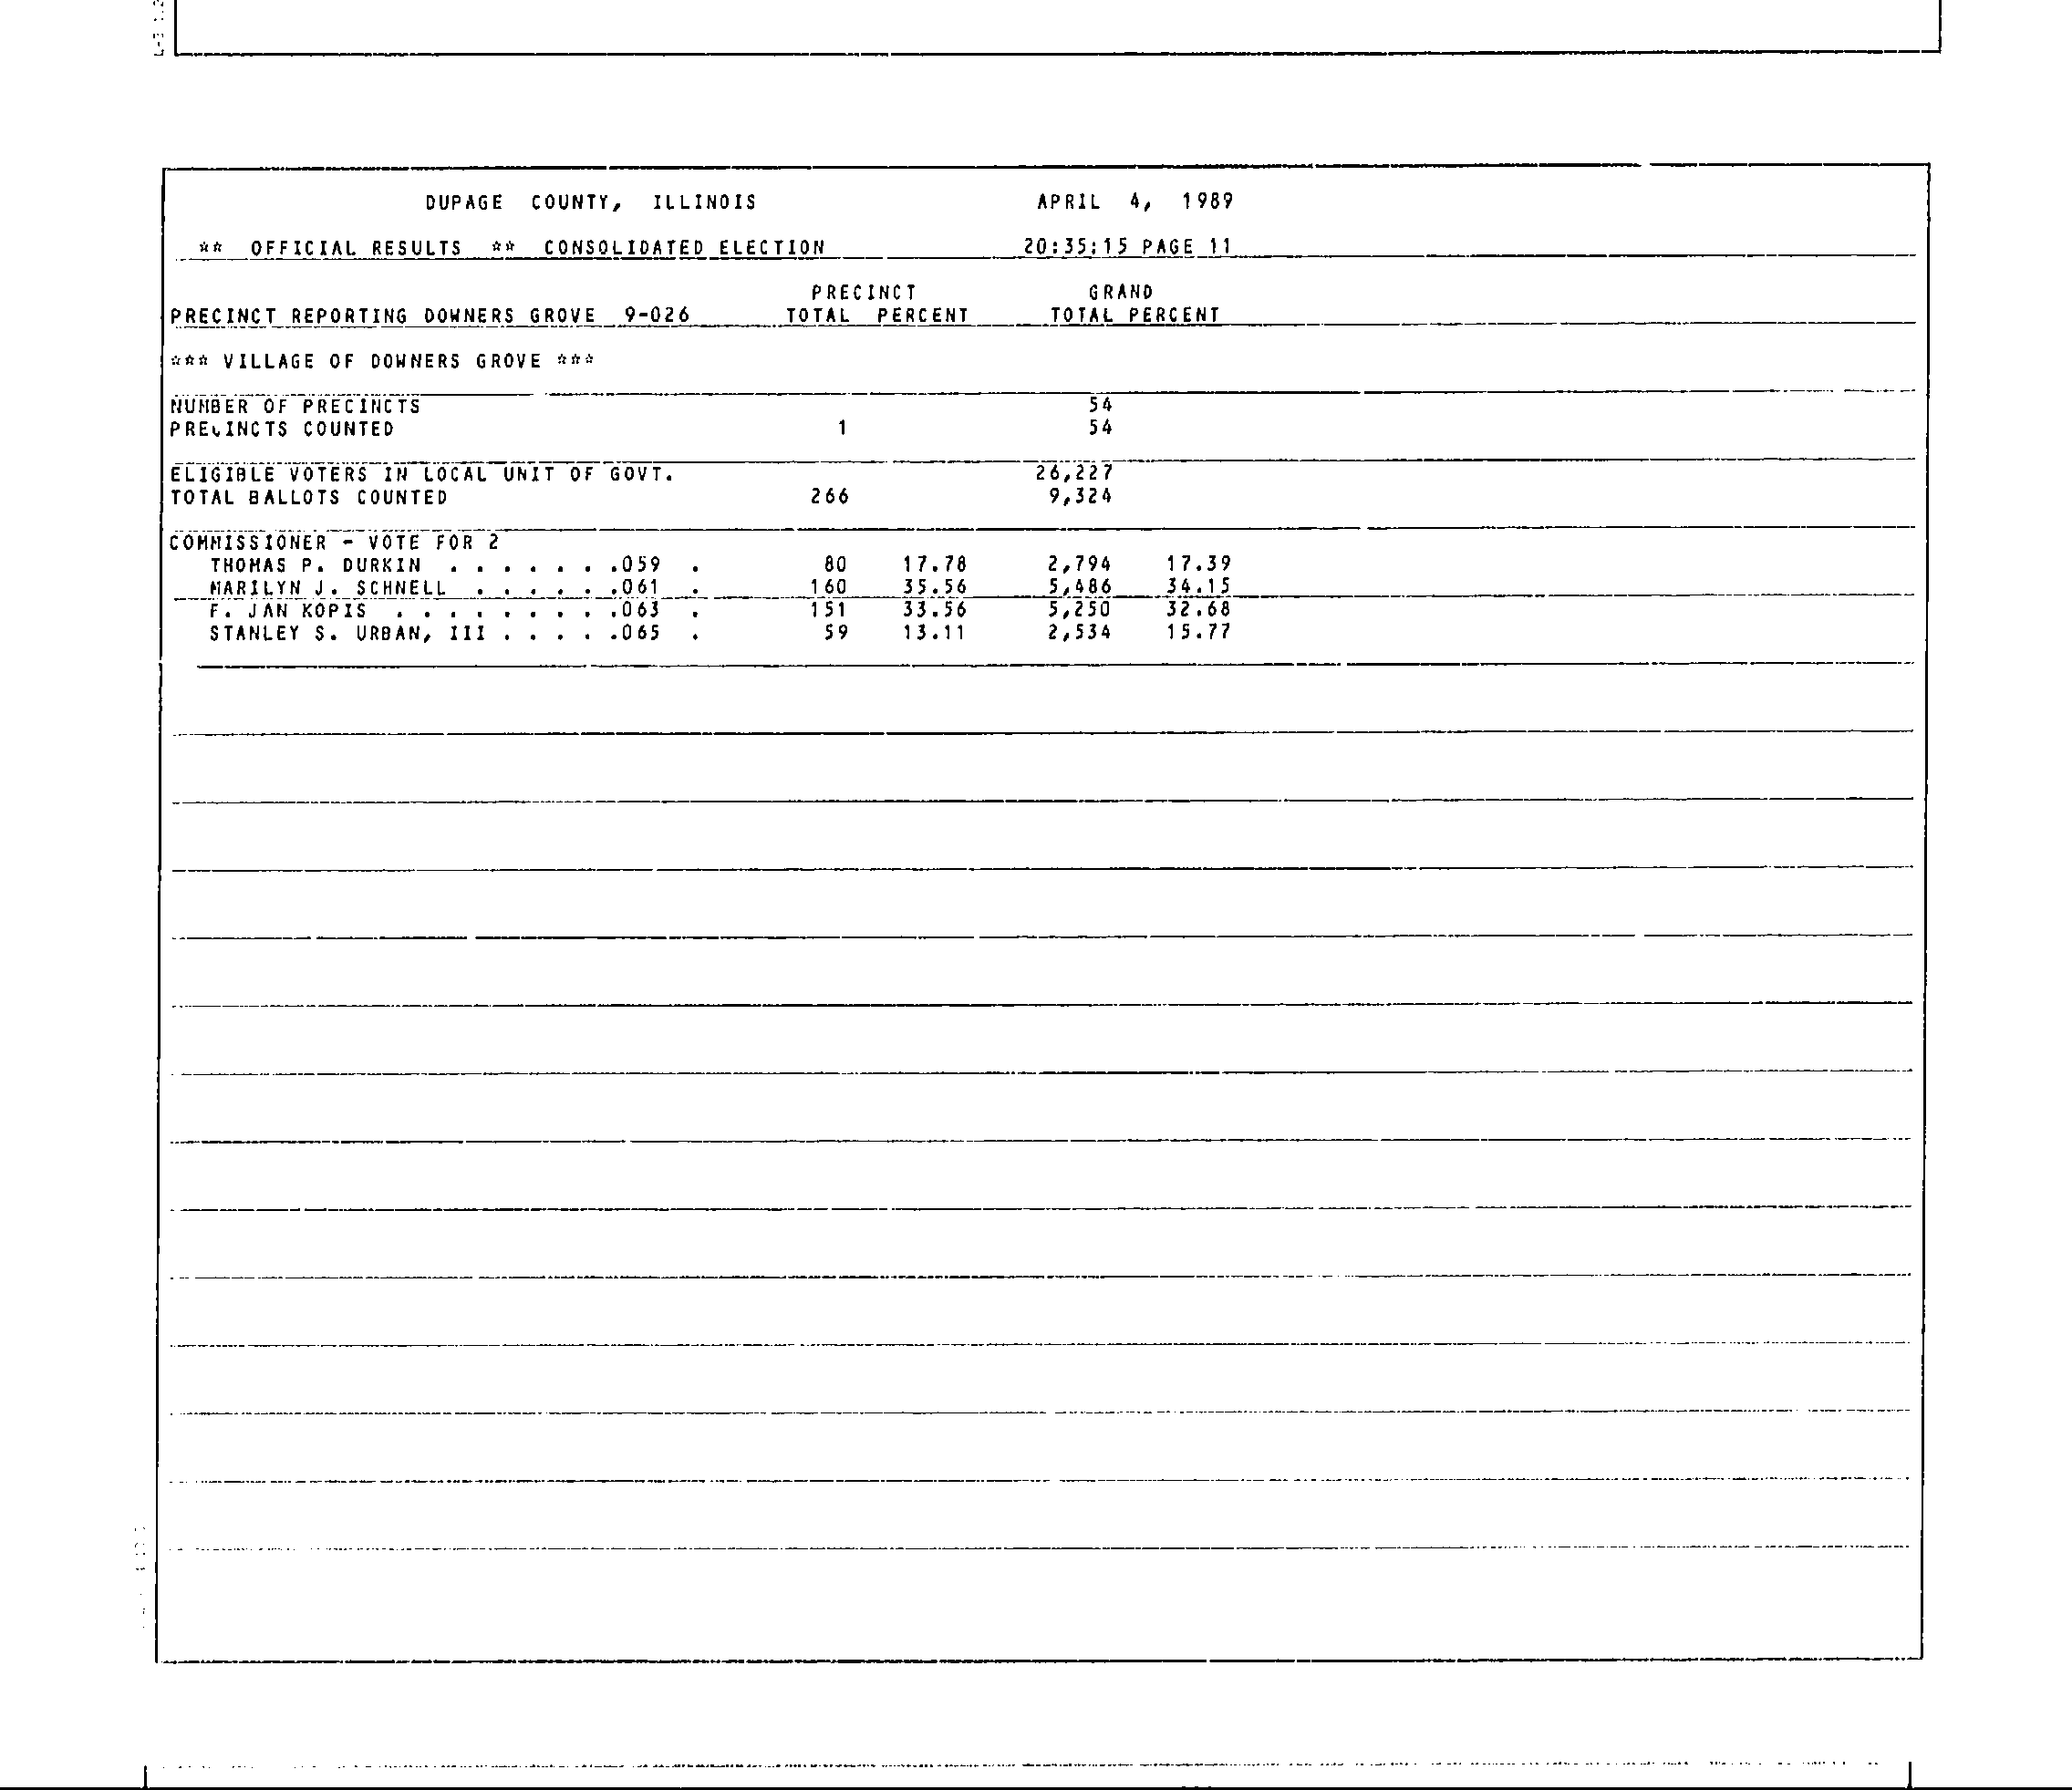 DUPAGE COUNTY, ILLINOIS APRIL 4, 1989
** OFFICIAL RESULTS ** CONSOLIDATED ELECTION 20:35:15 PAGE 11
PRECINCT GRAND
PRECINCT REPORTING DOWNERS GROVE 9-026 TOTAL PERCENT TOTAL PERCENT
*** VILLAGE OF DOWNERS GROVE ***
NUMBER OF PRECINCTS 54
PRECINCTS COUNTED 1 54
ELIGIBLE VOTERS IN LOCAL UNIT OF GOVT. 26,227
TOTAL BALLOTS COUNTED 266 9,324
COMMISSIONER - VOTE FOR 2
THOMAS P. DURKIN . . . . . . .059 . 80 17.78 2,794 17.39
MARILYN J. SCHNELL . . . . . .061 . 160 35.56 5,486 34.15
F. JAN KOPIS . . . . . . . . .063 . 151 33.56 5,250 32.68
STANLEY S. URBAN, III . . . . .065 . 59 13.11 2,534 15.77